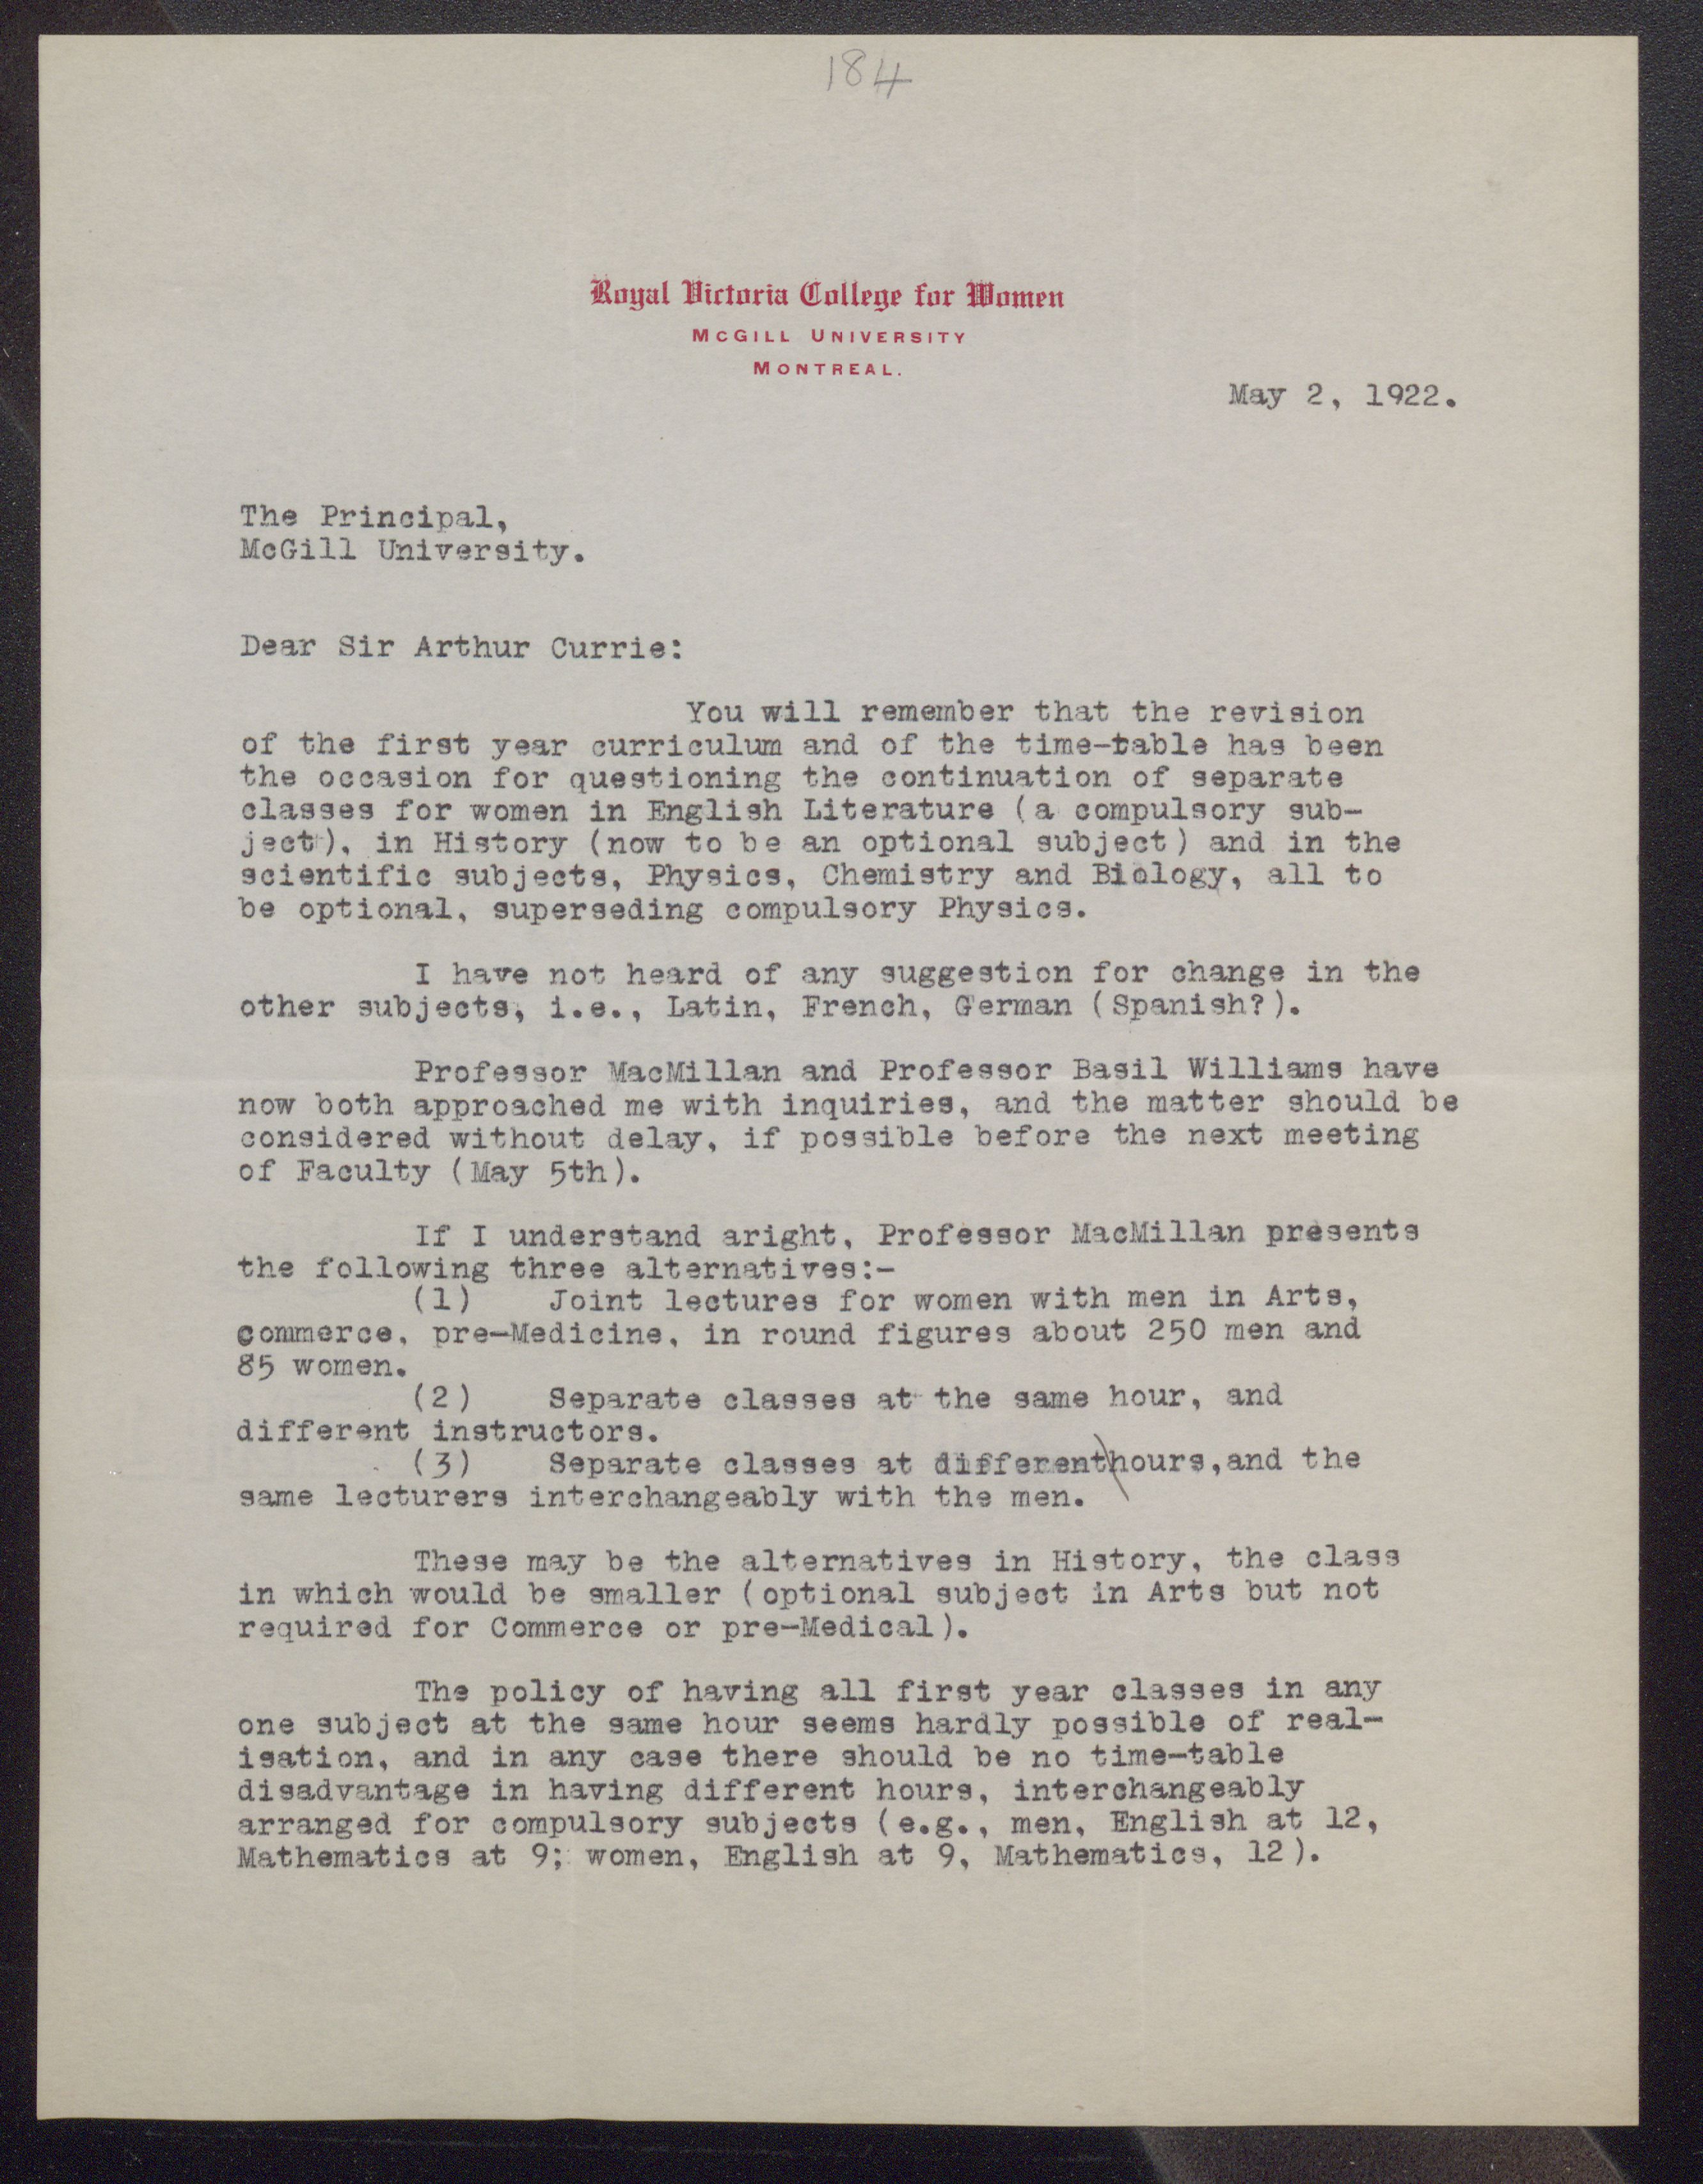 184
Royal Victoria College for Women
McGILL UNIVERSITY
MONTREAL.
May 2, 1922.
The Principal,
McGill University.
Dear Sir Arthur Currie:
You will remember that the revision
of the first year curriculum and of the time-table has been
the occasion for questioning the continuation of separate
classes for women in English Literature (a compulsory sub-
ject), in History (now to be an optional subject) and in the
scientific subjects, Physics, Chemistry and Biology, all to
be optional, superseding compulsory Physics.
I have not heard of any suggestion for change in the
other subjects, i.e., Latin, French, German (Spanish?).
Professor MacMillan and Professor Basil Williams have
now both approached me with inquiries, and the matter should be
considered without delay, if possible before the next meeting
of Faculty (May 5th).
If I understand aright, Professor MacMillan presents
the following three alternatives:-
(1) Joint lectures for women with men in Arts,
commerce, pre-Medicine, in round figures about 250 men and
85 women.
(2) Separate classes at the same hour, and
different instructors.
(3) Separate classes at different hours, and the
same lecturers interchangeably with the men.
These may be the alternatives in History, the class
in which would be smaller (optional subject in Arts but not
required for Commerce or pre-Medical).
The policy of having all first year classes in any
one subject at the same hour seems hardly possible of real-
isation, and in any case there should be no time-table
disadvantage in having different hours, interchangeably
arranged for compulsory subjects (e.g., men, English at 12,
Mathematics at 9; women, English at 9, Mathematics, 12).